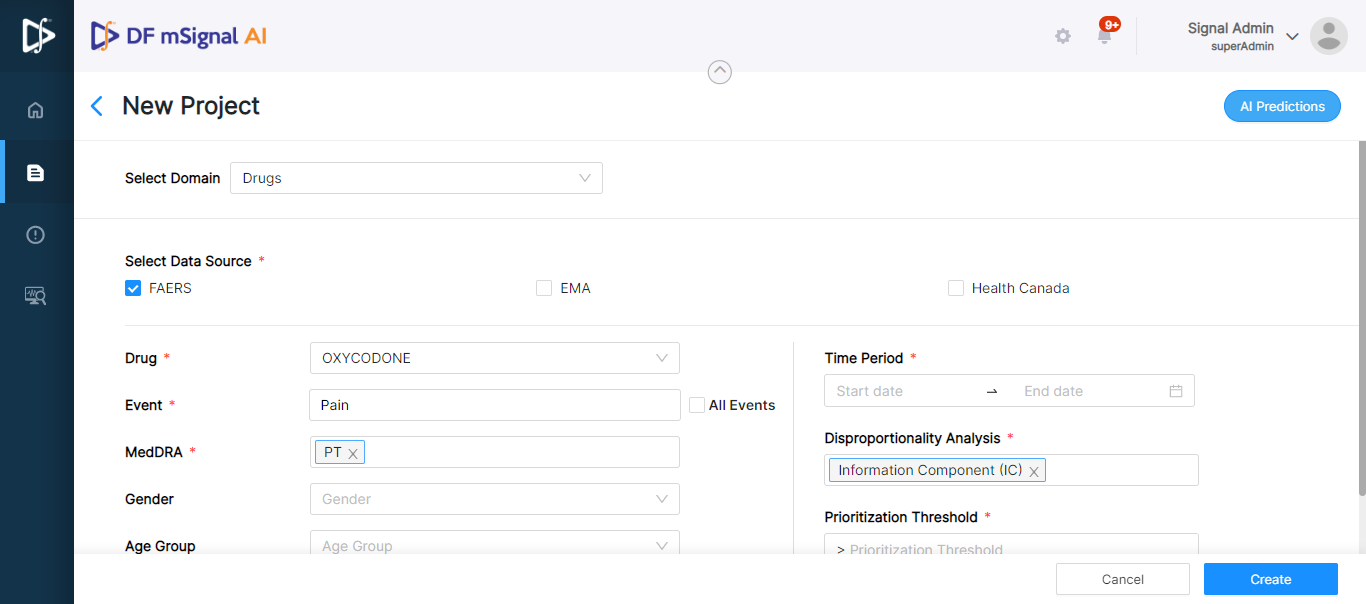 DF mSignal AI
9+
Signal Admin
superAdmin
New Project
AI Predictions
Select Domain
Drugs
Select Data Source *
FAERS
EMA
Health Canada
Drug *
OXYCODONE
Event *
Pain
All Events
MedDRA *
PT
Gender
Gender
Age Group
Age Group
Time Period *
Start date
End date
Disproportionality Analysis *
Information Component (IC)
Prioritization Threshold *
> Prioritization Threshold
Cancel
Create